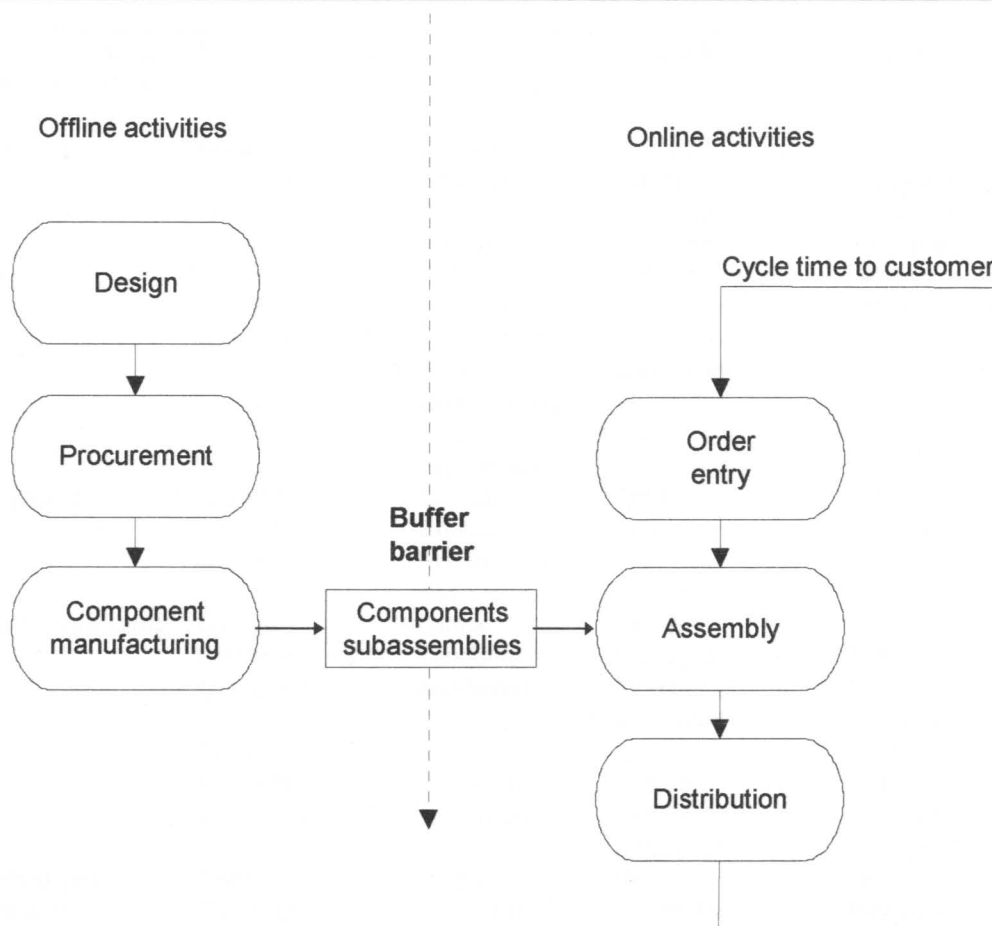 Offline activities
Online activities
Design
Cycle time to customer
Procurement
Order
entry
Buffer
barrier
Component
manufacturing
Components
subassemblies
Assembly
Distribution